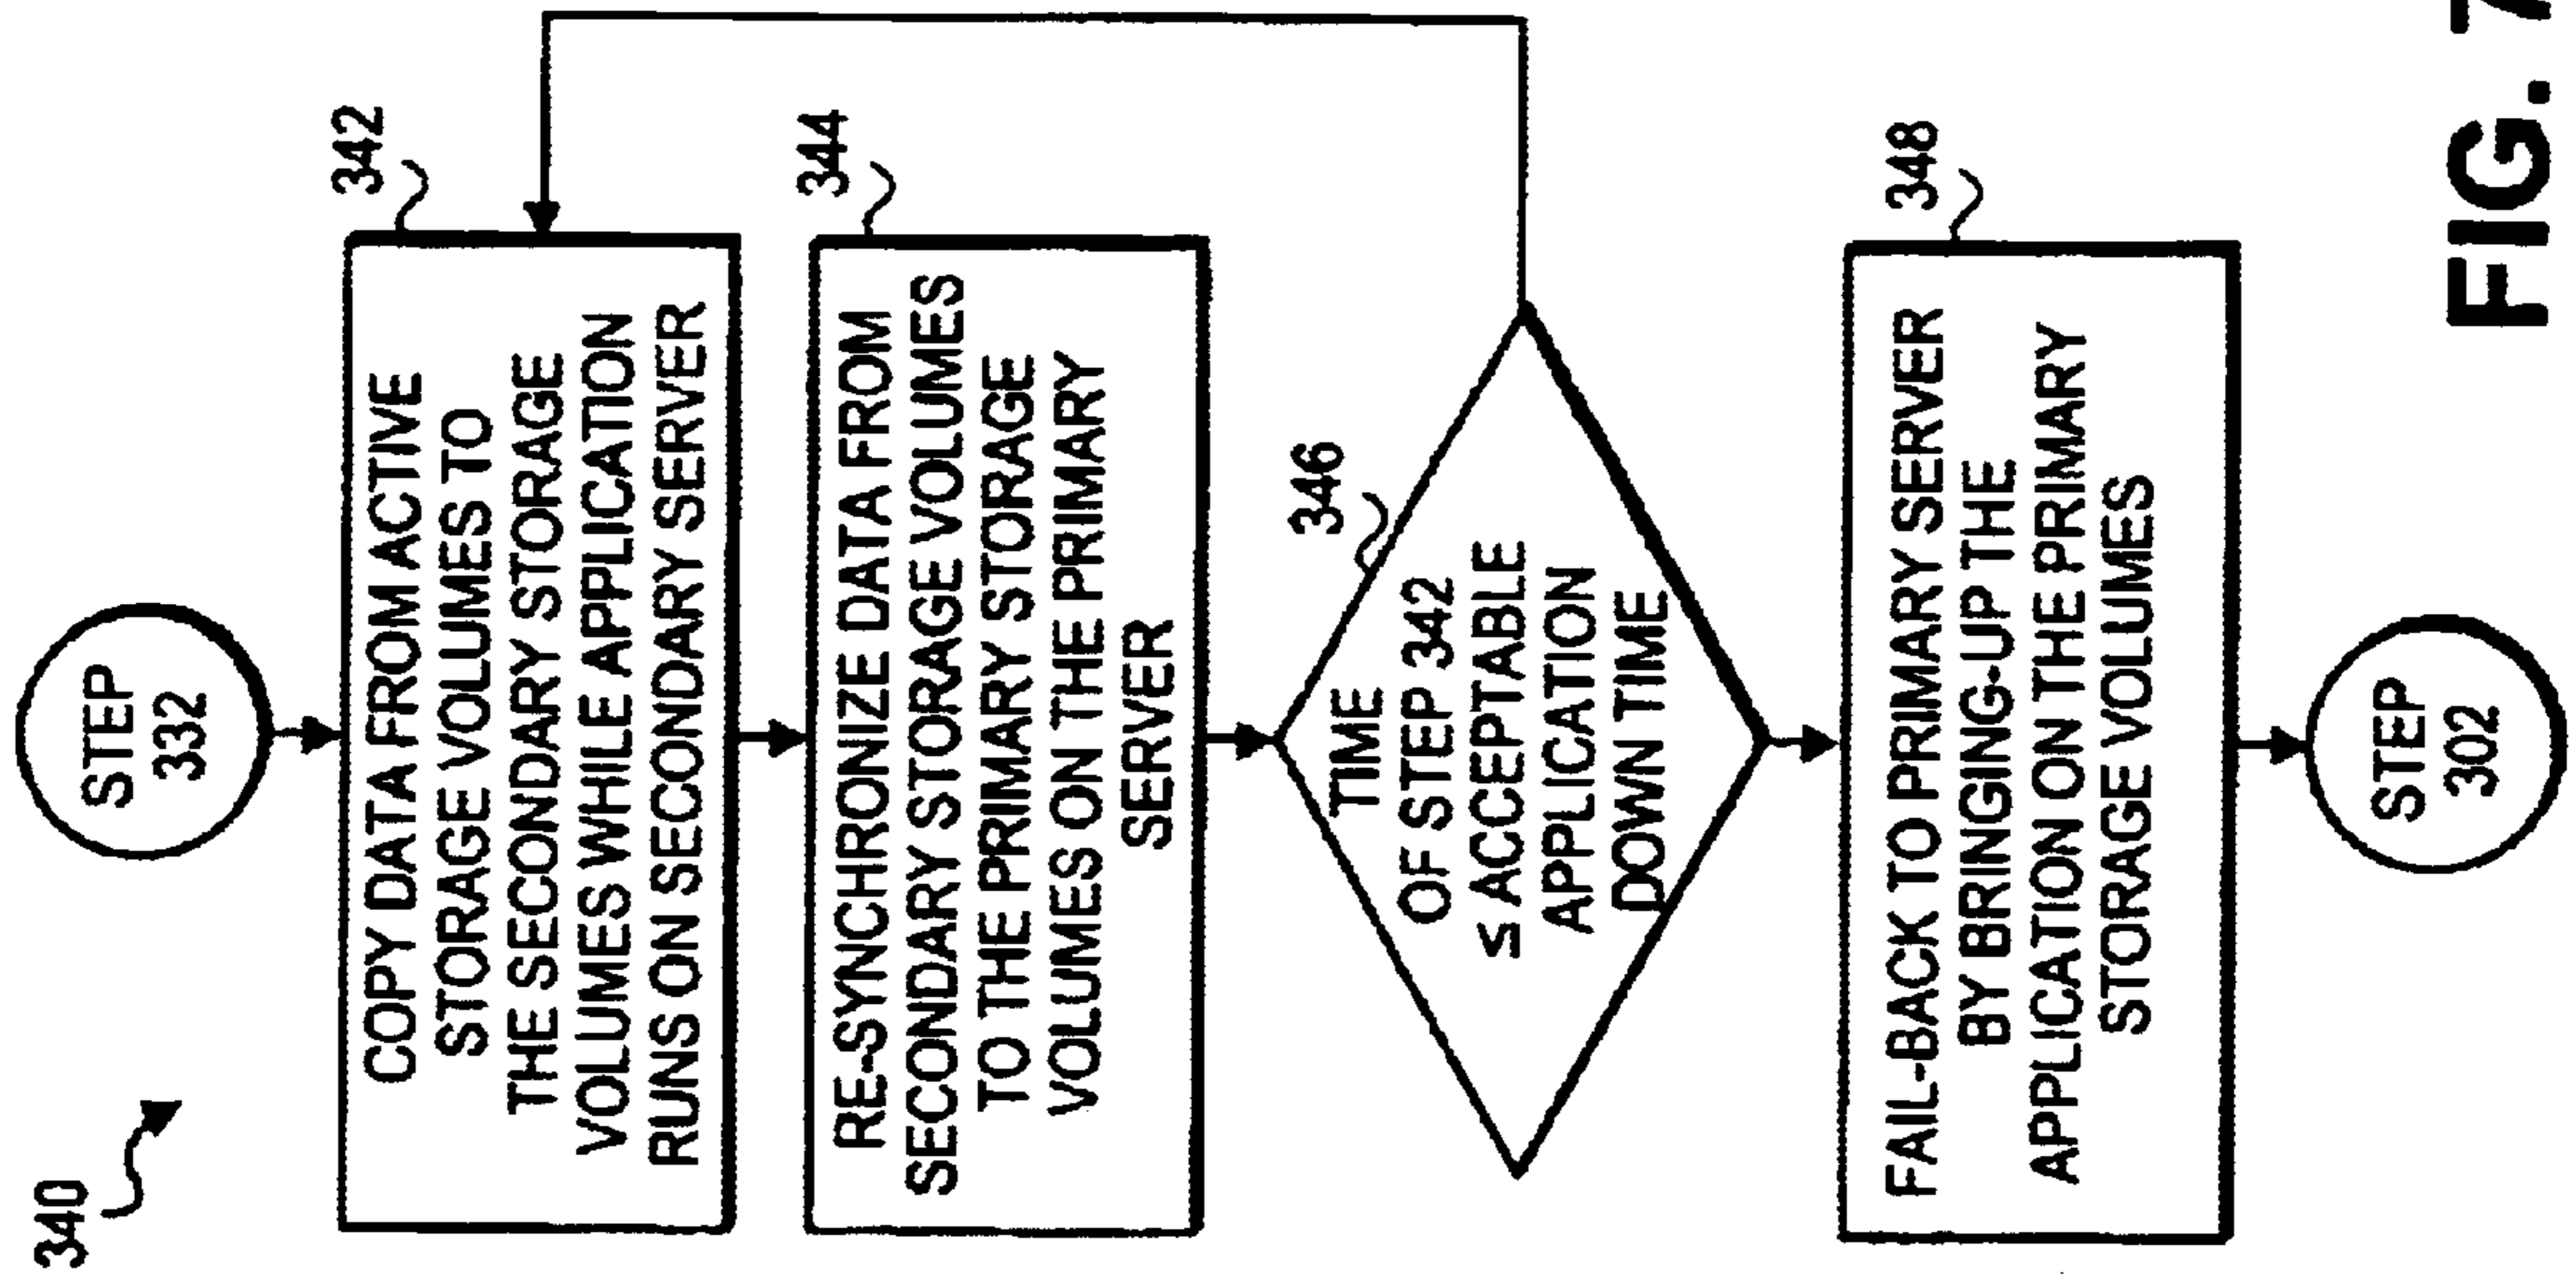 340
STEP
332
342
COPY DATA FROM ACTIVE
STORAGE VOLUMES TO
THE SECONDARY STORAGE
VOLUMES WHILE APPLICATION
RUNS ON SECONDARY SERVER
344
RE-SYNCHRONIZE DATA FROM
SECONDARY STORAGE VOLUMES
TO THE PRIMARY STORAGE
VOLUMES ON THE PRIMARY
SERVER
346
TIME
OF STEP 342
≤ ACCEPTABLE
APPLICATION
DOWN TIME
348
FAIL-BACK TO PRIMARY SERVER
BY BRINGING-UP THE
APPLICATION ON THE PRIMARY
STORAGE VOLUMES
STEP
302
FIG. 7